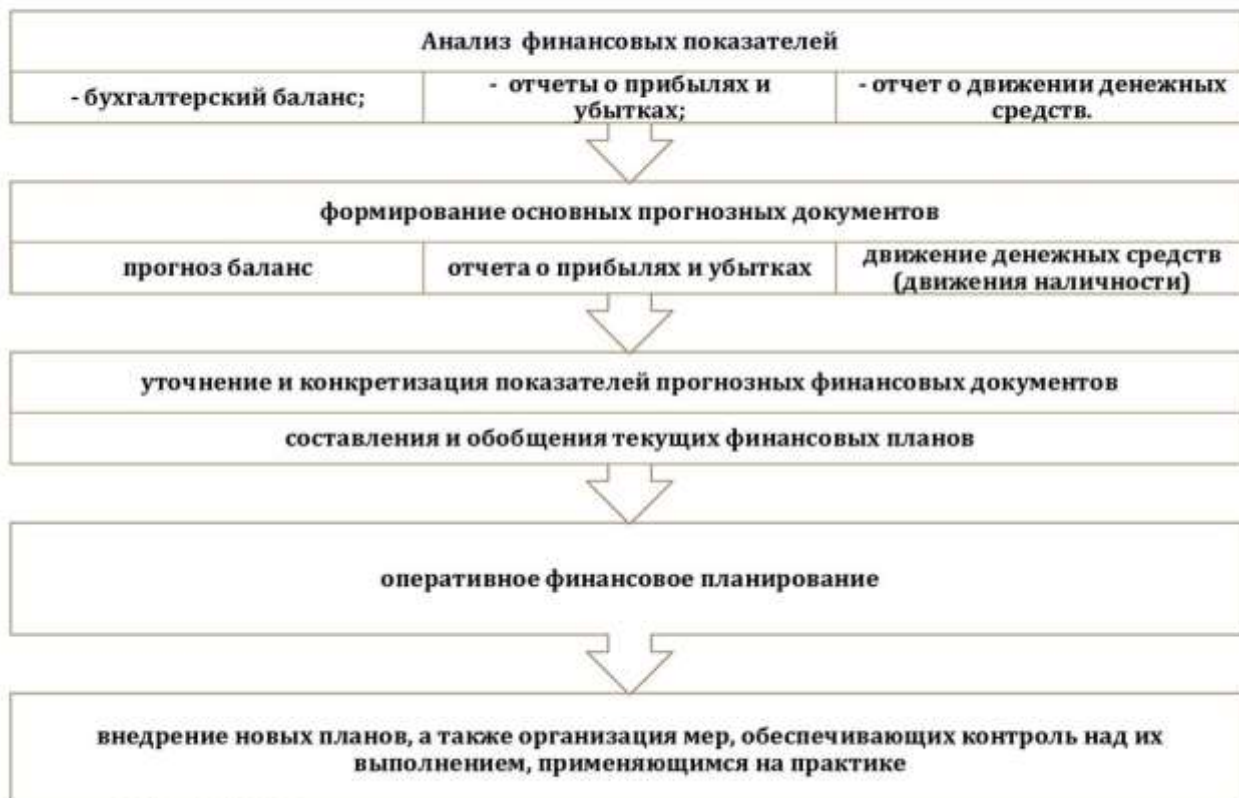 Анализ финансовых показателей
- бухгалтерский баланс;
- отчеты о прибылях и
убытках;
- отчет о движении денежных
средств.
формирование основных прогнозных документов
прогноз баланс
отчета о прибылях и убытках
движение денежных средств
(движения наличности)
уточнение и конкретизация показателей прогнозных финансовых документов
составления и обобщения текущих финансовых планов
оперативное финансовое планирование
внедрение новых планов, а также организация мер, обеспечивающих контроль над их
выполнением, применяющимся на практике